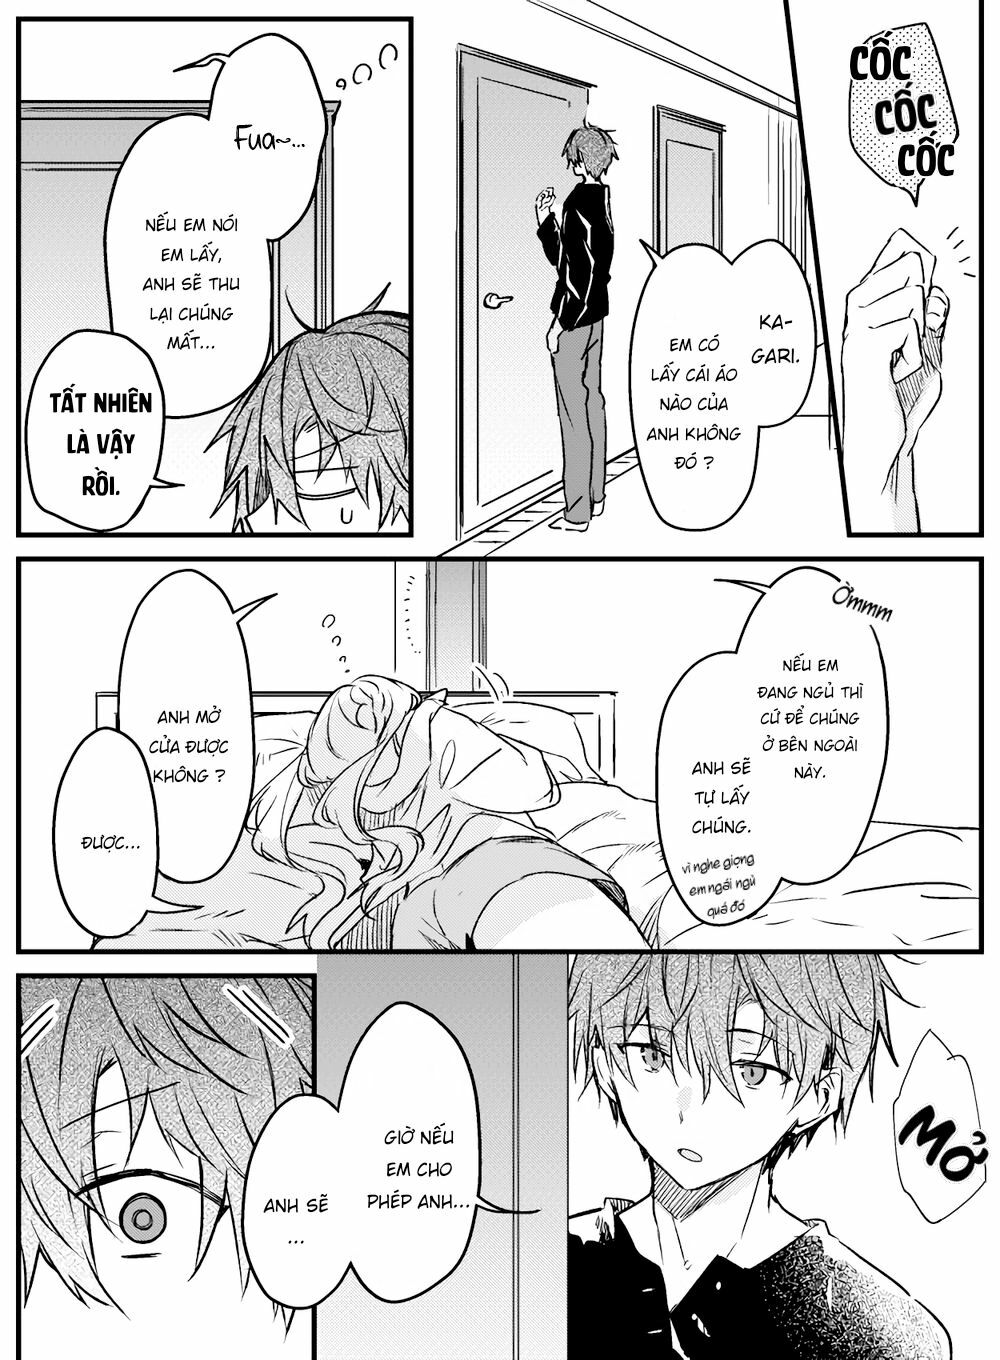 CỐC
CỐC
CỐC
KA-
GARI.
EM CÓ
LẤY CÁI ÁO
NÀO CỦA
ANH KHÔNG
ĐÓ ?
Fua~...
NẾU EM NÓI
EM LẤY,
ANH SẼ THU
LẠI CHÚNG
MẤT...
TẤT NHIÊN
LÀ VẬY
RỒI.
Ờmmm
NẾU EM
ĐANG NGỦ THÌ
CỨ ĐỂ CHÚNG
Ở BÊN NGOÀI
NÀY.
ANH SẼ
TỰ LẤY
CHÚNG.
vì nghe giọng
em ngái ngủ
quá đó
ANH MỞ
CỬA ĐƯỢC
KHÔNG ?
ĐƯỢC...
MỞ
GIỜ NẾU
EM CHO
PHÉP ANH...
ANH SẼ
...